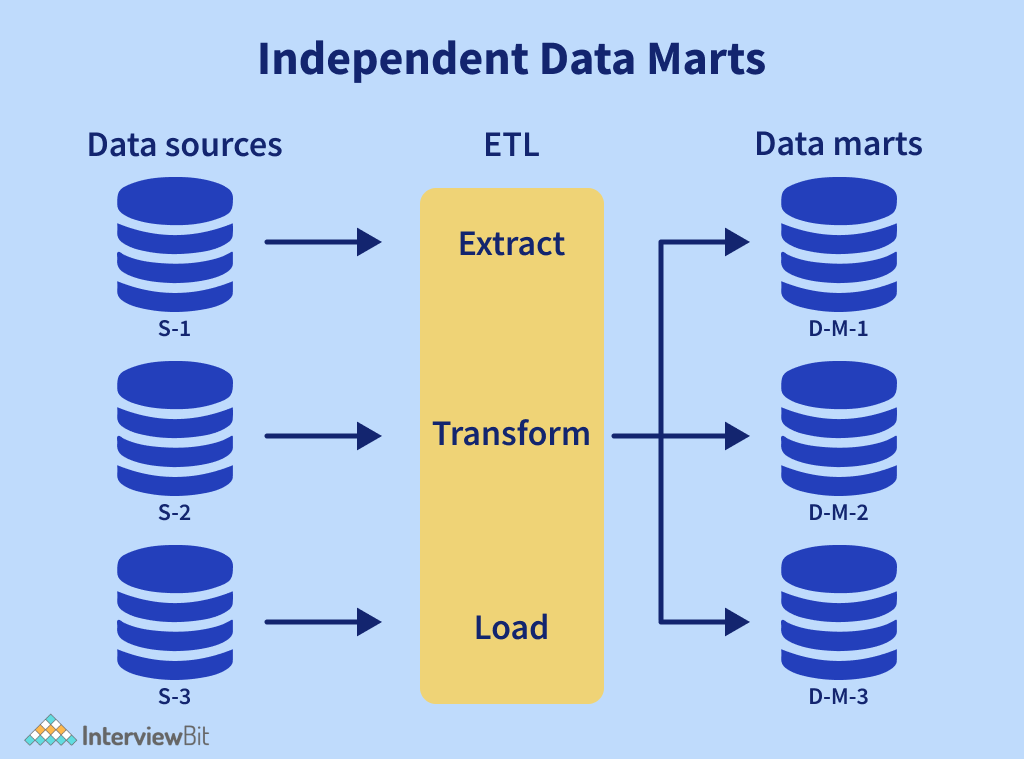 Independent Data Marts
Data sources
ETL
Data marts
Extract
S-1
D-M-1
Transform
S-2
D-M-2
Load
S-3
D-M-3
InterviewBit